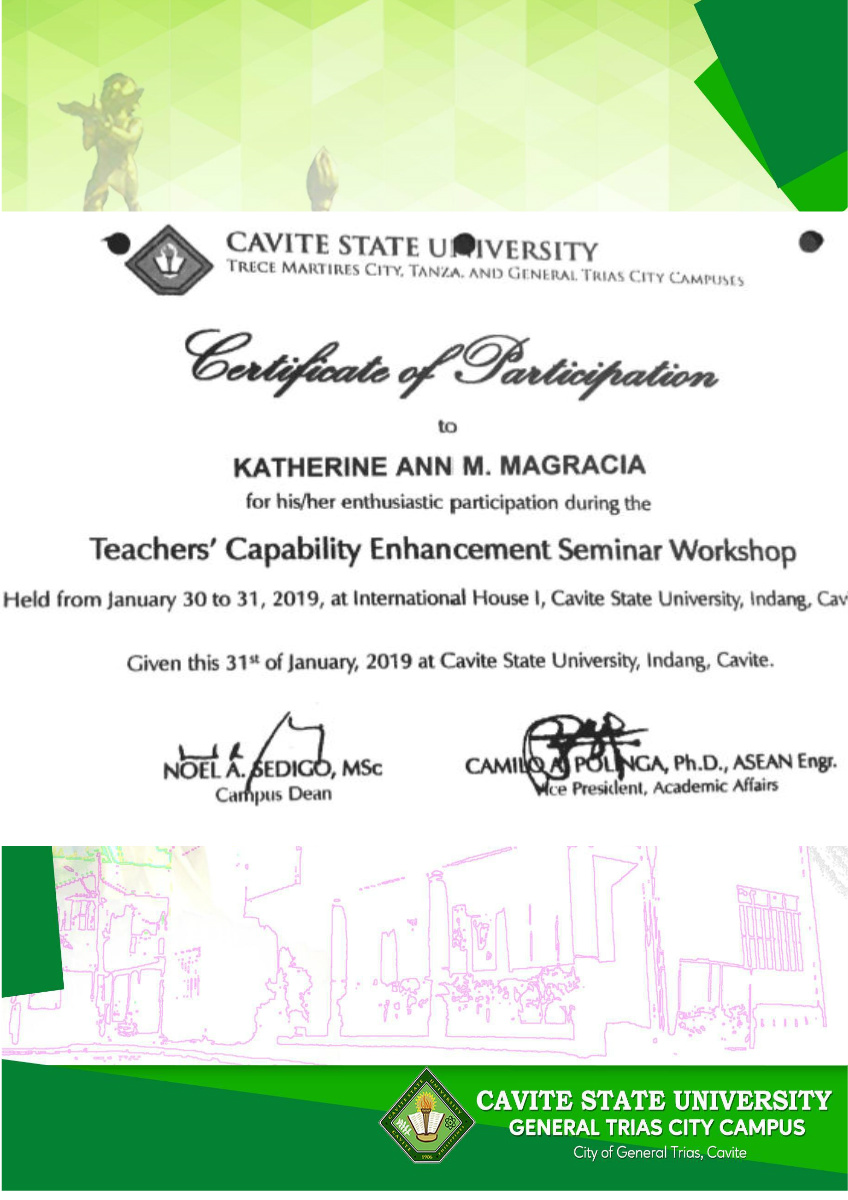 CAVITE STATE UNIVERSITY
TRECE MARTIRES CITY, TANZA, AND GENERAL TRIAS CITY CAMPUSES
Certificate of Participation
to
KATHERINE ANN M. MAGRACIA
for his/her enthusiastic participation during the
Teachers' Capability Enhancement Seminar Workshop
Held from January 30 to 31, 2019, at International House I, Cavite State University, Indang, Cav
Given this 31st of January, 2019 at Cavite State University, Indang, Cavite.
NOEL A. SEDIGO, MSc
Campus Dean
CAMILO A. POLINGA, Ph.D., ASEAN Engr.
Vice President, Academic Affairs
CAVITE STATE UNIVERSITY
GENERAL TRIAS CITY CAMPUS
City of General Trias, Cavite
1906